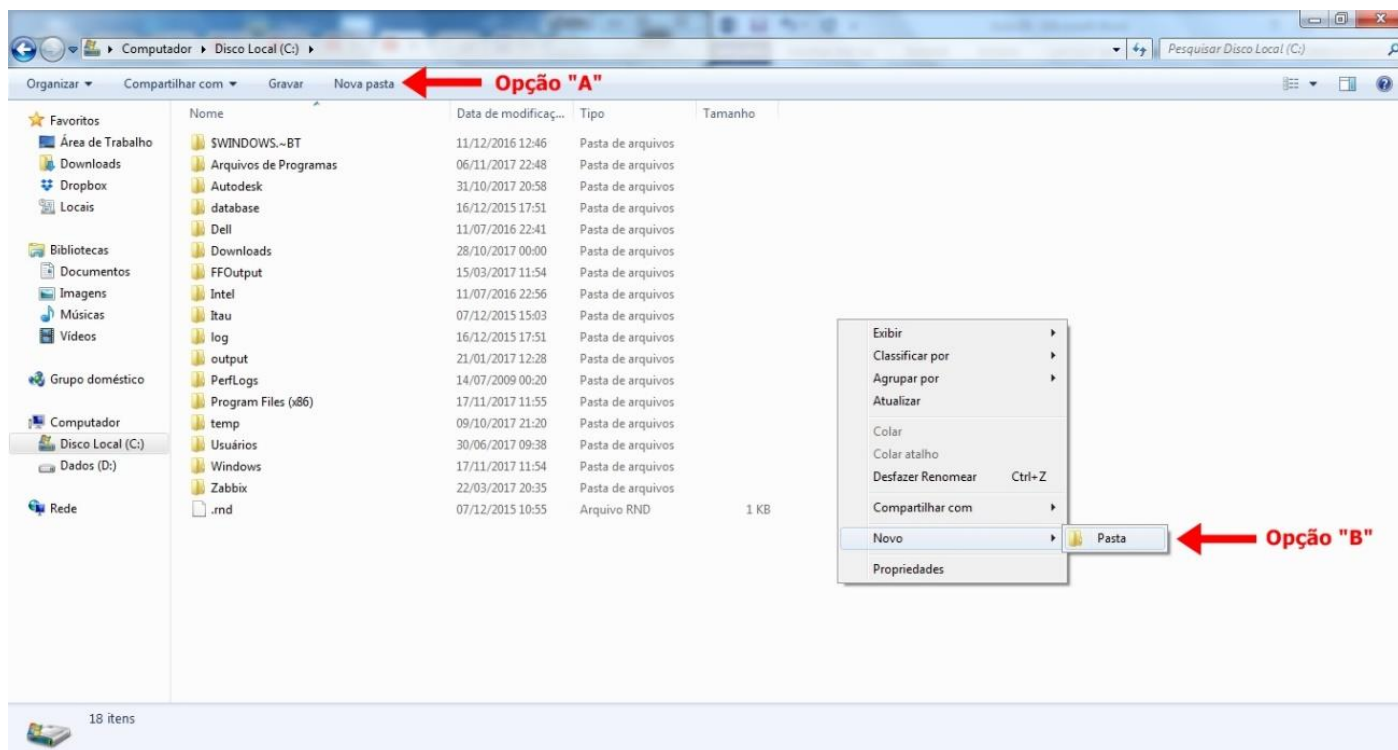 Computador Disco Local (C:) Pesquisar Disco Local (C:)
Organizar Compartilhar com Gravar Nova pasta Opção "A"
Favoritos
Área de Trabalho
Downloads
Dropbox
Locais
Bibliotecas
Documentos
Imagens
Músicas
Vídeos
Grupo doméstico
Computador
Disco Local (C:)
Dados (D:)
Rede
Nome Data de modificaç... Tipo Tamanho
$WINDOWS.~BT 11/12/2016 12:46 Pasta de arquivos
Arquivos de Programas 06/11/2017 22:48 Pasta de arquivos
Autodesk 31/10/2017 20:58 Pasta de arquivos
database 16/12/2015 17:51 Pasta de arquivos
Dell 11/07/2016 22:41 Pasta de arquivos
Downloads 28/10/2017 00:00 Pasta de arquivos
FFOutput 15/03/2017 11:54 Pasta de arquivos
Intel 11/07/2016 22:56 Pasta de arquivos
Itau 07/12/2015 15:03 Pasta de arquivos
log 16/12/2015 17:51 Pasta de arquivos
output 21/01/2017 12:28 Pasta de arquivos
PerfLogs 14/07/2009 00:20 Pasta de arquivos
Program Files (x86) 17/11/2017 11:55 Pasta de arquivos
temp 09/10/2017 21:20 Pasta de arquivos
Usuários 30/06/2017 09:38 Pasta de arquivos
Windows 17/11/2017 11:54 Pasta de arquivos
Zabbix 22/03/2017 20:35 Pasta de arquivos
.rnd 07/12/2015 10:55 Arquivo RND 1 KB
Exibir
Classificar por
Agrupar por
Atualizar
Colar
Colar atalho
Desfazer Renomear Ctrl+Z
Compartilhar com
Novo Pasta Opção "B"
Propriedades
18 itens